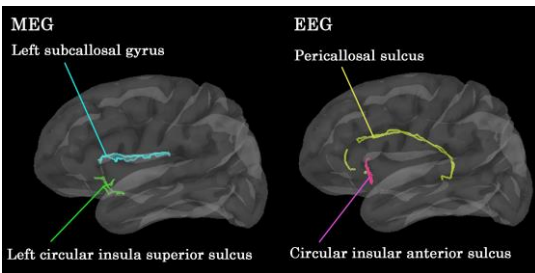 MEG
Left subcallosal gyrus
Left circular insula superior sulcus
EEG
Pericallosal sulcus
Circular insular anterior sulcus